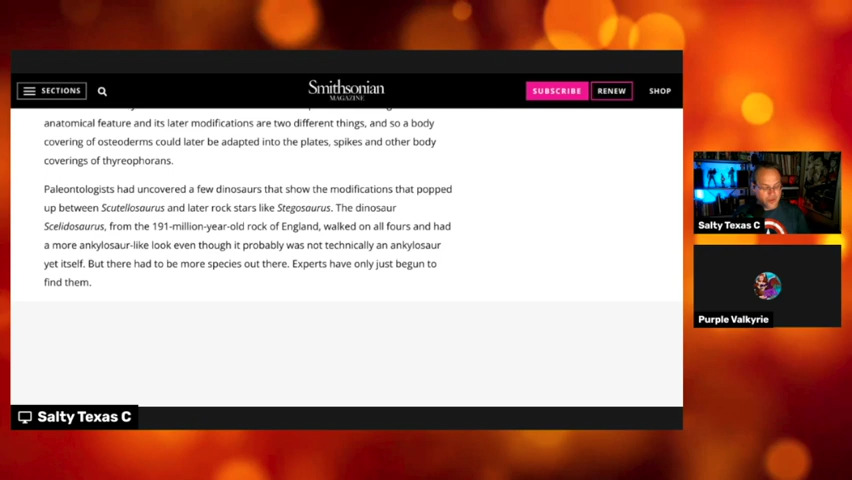 SECTIONS
Smithsonian
MAGAZINE
SUBSCRIBE
RENEW
SHOP
anatomical feature and its later modifications are two different things, and so a body
covering of osteoderms could later be adapted into the plates, spikes and other body
coverings of thyreophorans.
Paleontologists had uncovered a few dinosaurs that show the modifications that popped
up between Scutellosaurus and later rock stars like Stegosaurus. The dinosaur
Scelidosaurus, from the 191-million-year-old rock of England, walked on all fours and had
a more ankylosaur-like look even though it probably was not technically an ankylosaur
yet itself. But there had to be more species out there. Experts have only just begun to
find them.
Salty Texas C
Salty Texas C
Purple Valkyrie